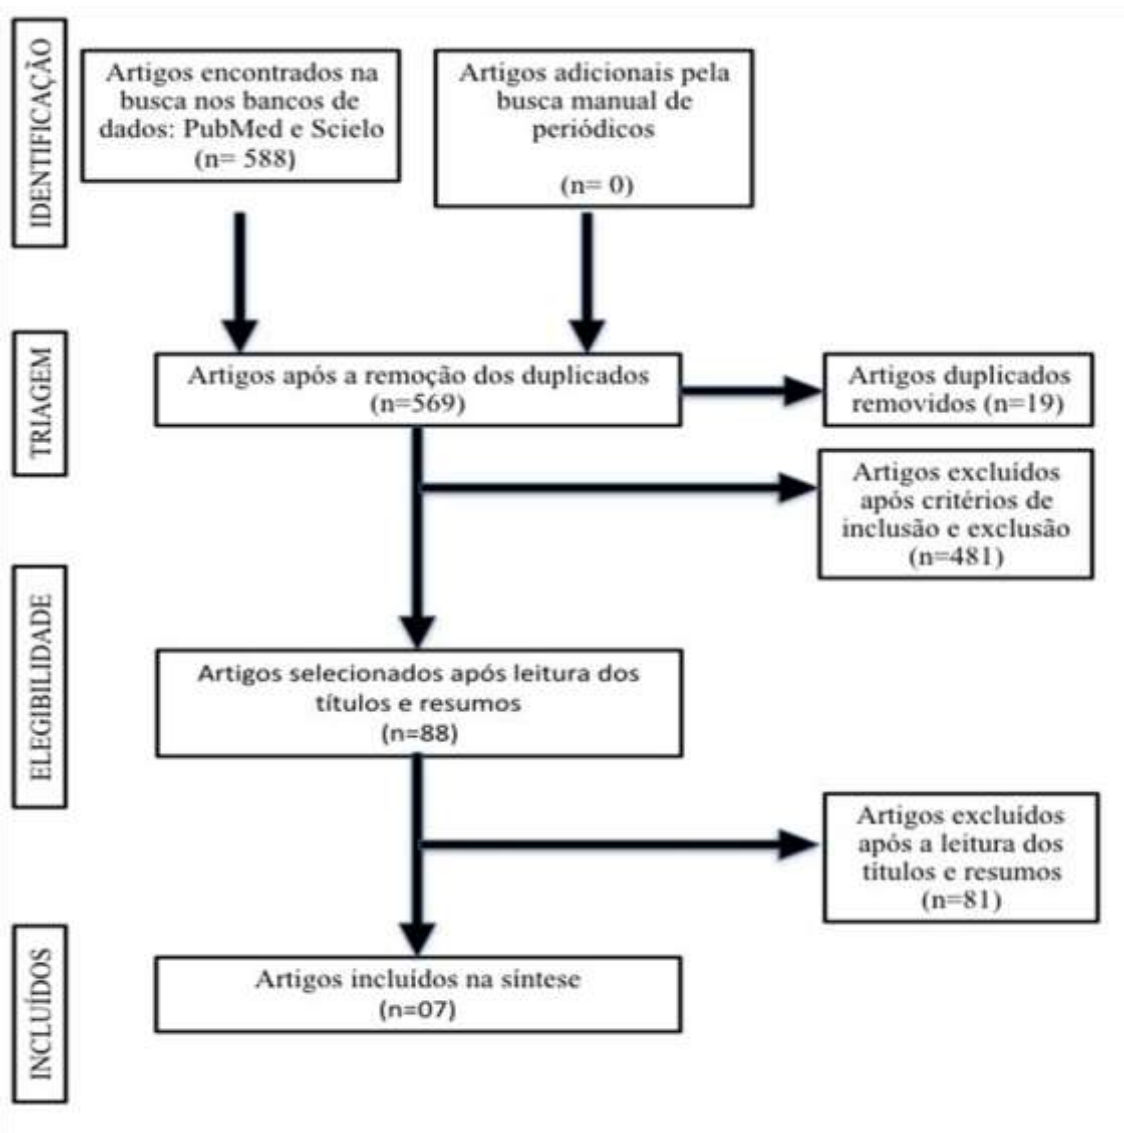 IDENTIFICAÇÃO
Artigos encontrados na
busca nos bancos de
dados: PubMed e Scielo
(n= 588)
Artigos adicionais pela
busca manual de
periódicos
(n= 0)
TRIAGEM
Artigos após a remoção dos duplicados
(n=569)
Artigos duplicados
removidos (n=19)
Artigos excluídos
após critérios de
inclusão e exclusão
(n=481)
ELEGIBILIDADE
Artigos selecionados após leitura dos
títulos e resumos
(n=88)
Artigos excluídos
após a leitura dos
títulos e resumos
(n=81)
INCLUÍDOS
Artigos incluídos na síntese
(n=07)